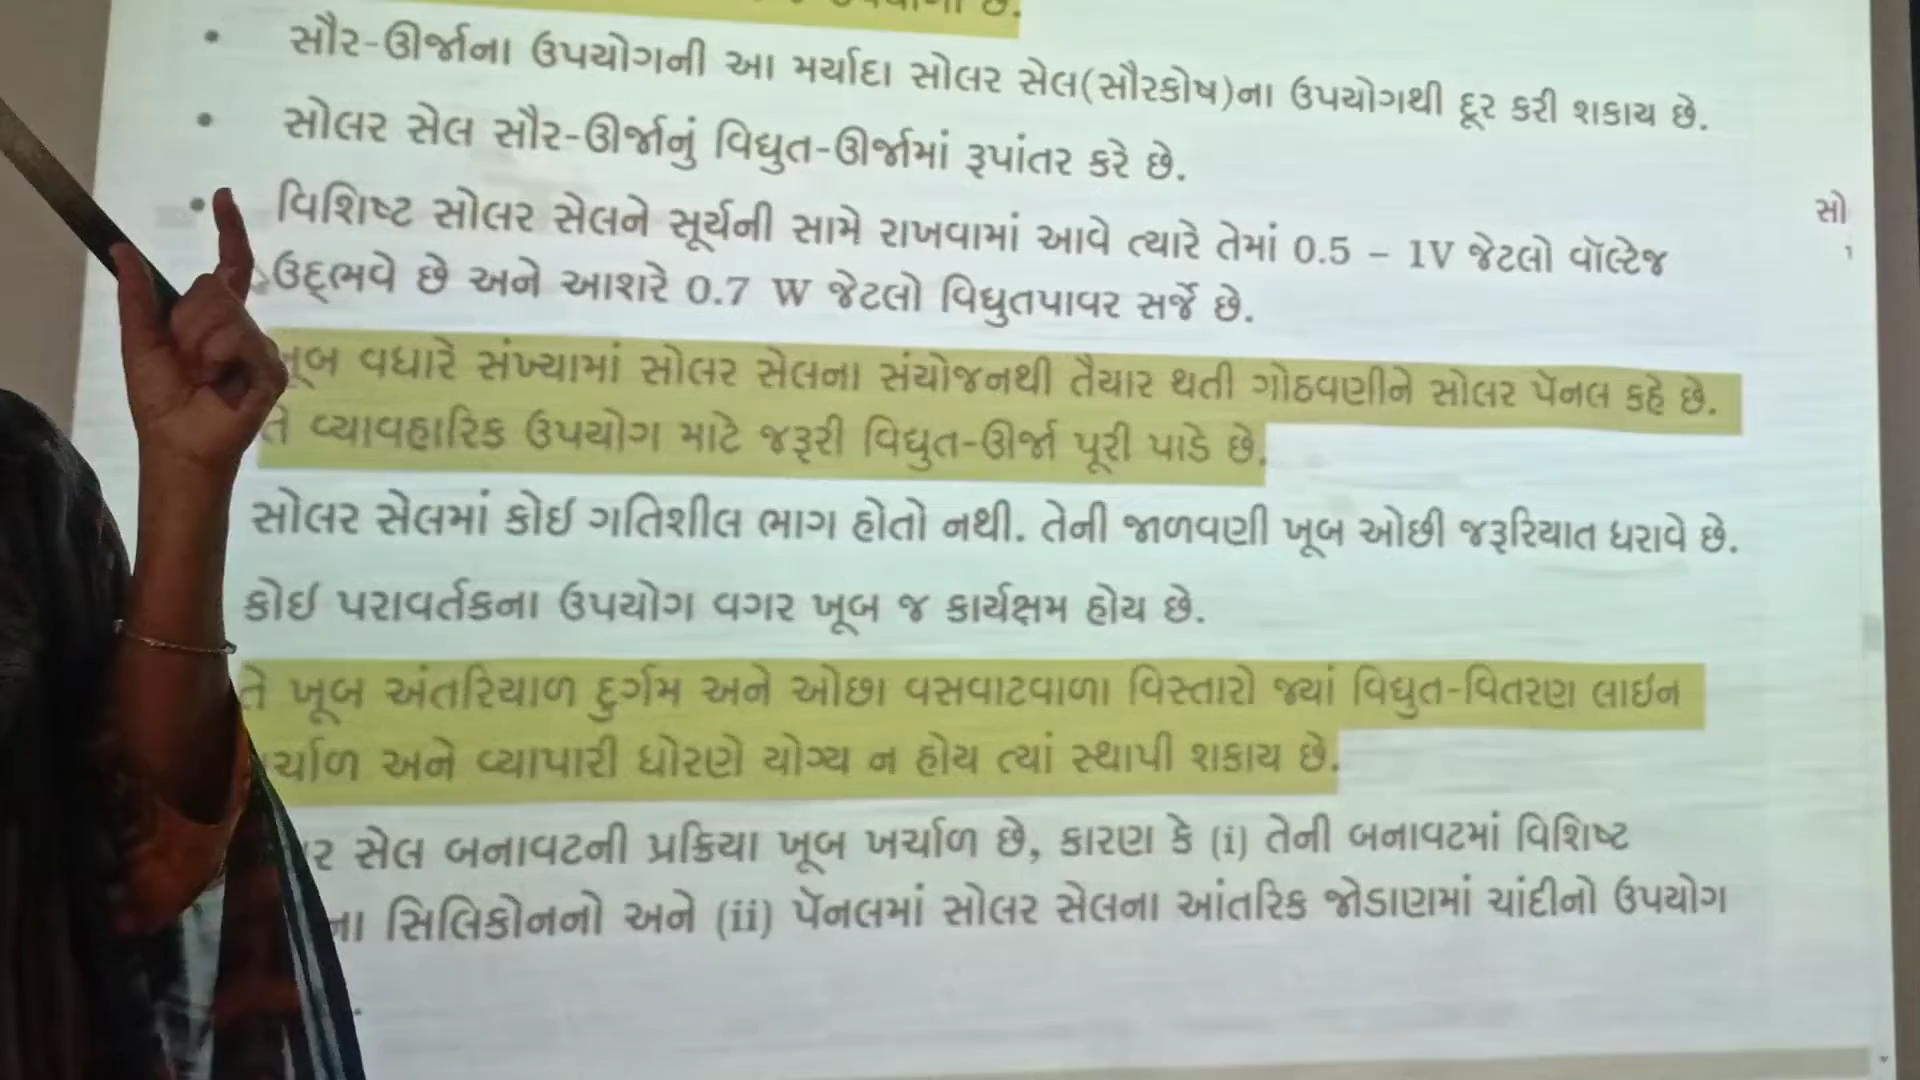 છે.
• સૌર-ઊર્જાના ઉપયોગની આ મર્યાદા સોલર સેલ(સૌરકોષ)ના ઉપયોગથી દૂર કરી શકાય છે.
• સોલર સેલ સૌર-ઊર્જાનું વિદ્યુત-ઊર્જામાં રૂપાંતર કરે છે.
• વિશિષ્ટ સોલર સેલને સૂર્યની સામે રાખવામાં આવે ત્યારે તેમાં 0.5 – 1V જેટલો વૉલ્ટેજ
ઉદ્ભવે છે અને આશરે 0.7 W જેટલો વિદ્યુતપાવર સર્જે છે.
વધારે સંખ્યામાં સોલર સેલના સંયોજનથી તૈયાર થતી ગોઠવણીને સોલર પૅનલ કહે છે.
તે વ્યાવહારિક ઉપયોગ માટે જરૂરી વિદ્યુત-ઊર્જા પૂરી પાડે છે.
સોલર સેલમાં કોઈ ગતિશીલ ભાગ હોતો નથી. તેની જાળવણી ખૂબ ઓછી જરૂરિયાત ધરાવે છે.
કોઈ પરાવર્તકના ઉપયોગ વગર ખૂબ જ કાર્યક્ષમ હોય છે.
તે ખૂબ અંતરિયાળ દુર્ગમ અને ઓછા વસવાટવાળા વિસ્તારો જ્યાં વિદ્યુત-વિતરણ લાઈન
અને વ્યાપારી ધોરણે યોગ્ય ન હોય ત્યાં સ્થાપી શકાય છે.
સેલ બનાવટની પ્રક્રિયા ખૂબ ખર્ચાળ છે, કારણ કે (i) તેની બનાવટમાં વિશિષ્ટ
સિલિકોનનો અને (ii) પૅનલમાં સોલર સેલના આંતરિક જોડાણમાં ચાંદીનો ઉપયોગ
સો